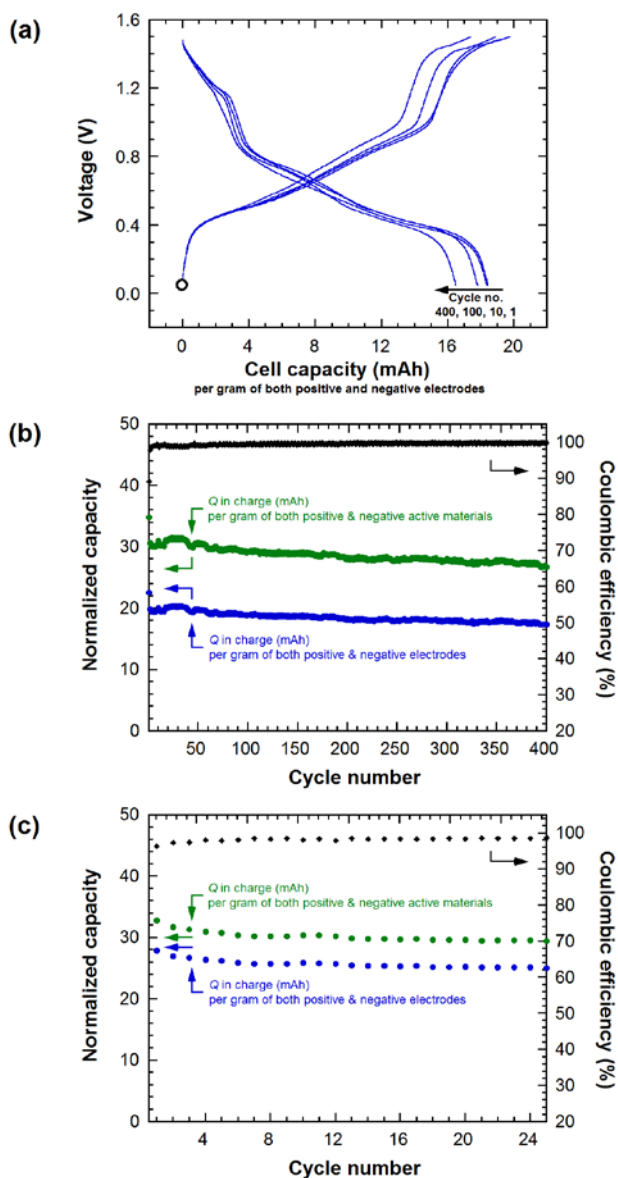 (a)
1.6
1.2
0.8
0.4
0.0
Voltage (V)
Cycle no.
400, 100, 10, 1
0 4 8 12 16 20
Cell capacity (mAh)
per gram of both positive and negative electrodes
(b)
50
40
30
20
10
0
Normalized capacity
Q in charge (mAh)
per gram of both positive & negative active materials
Q in charge (mAh)
per gram of both positive & negative electrodes
100
90
80
70
60
50
40
30
20
Coulombic efficiency (%)
50 100 150 200 250 300 350 400
Cycle number
(c)
50
40
30
20
10
0
Normalized capacity
Q in charge (mAh)
per gram of both positive & negative active materials
Q in charge (mAh)
per gram of both positive & negative electrodes
100
90
80
70
60
50
40
30
20
Coulombic efficiency (%)
4 8 12 16 20 24
Cycle number